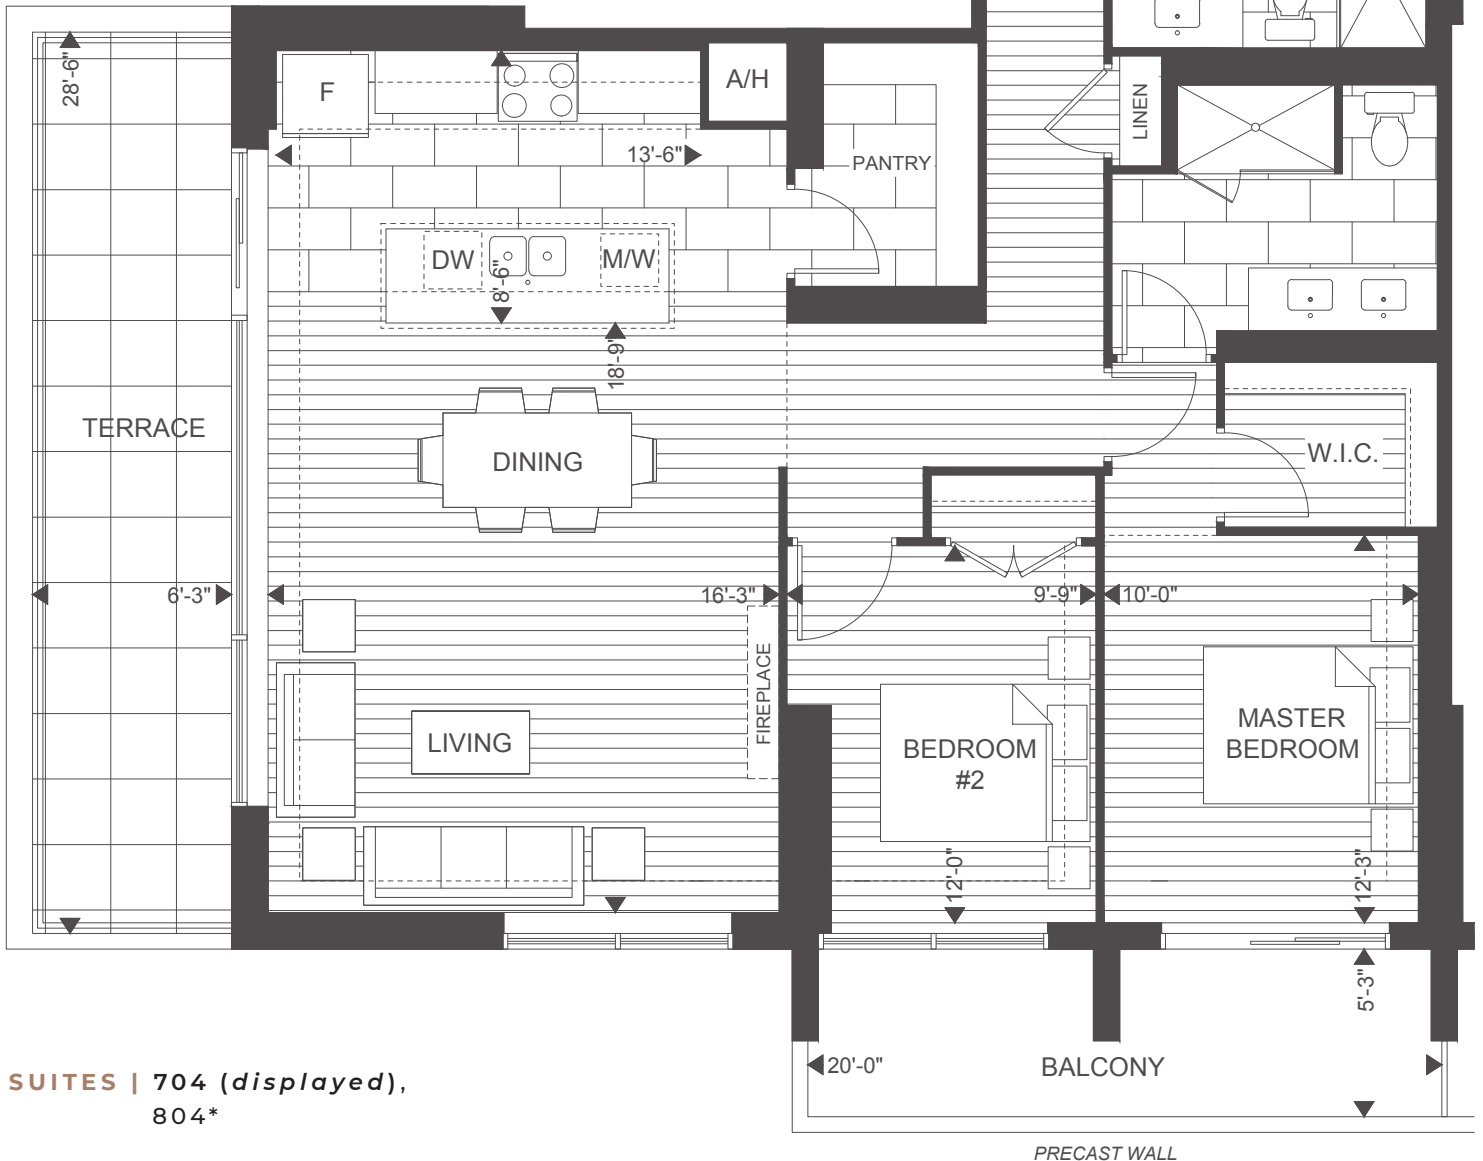 28'-6"
F
A/H
LINEN
13'-6"
PANTRY
DW
M/W
8'-6"
18'-9"
TERRACE
DINING
W.I.C.
6'-3"
16'-3"
9'-9"
10'-0"
FIREPLACE
LIVING
BEDROOM
#2
MASTER
BEDROOM
12'-0"
12'-3"
5'-3"
20'-0"
BALCONY
SUITES | 704 (displayed),
804*
PRECAST WALL